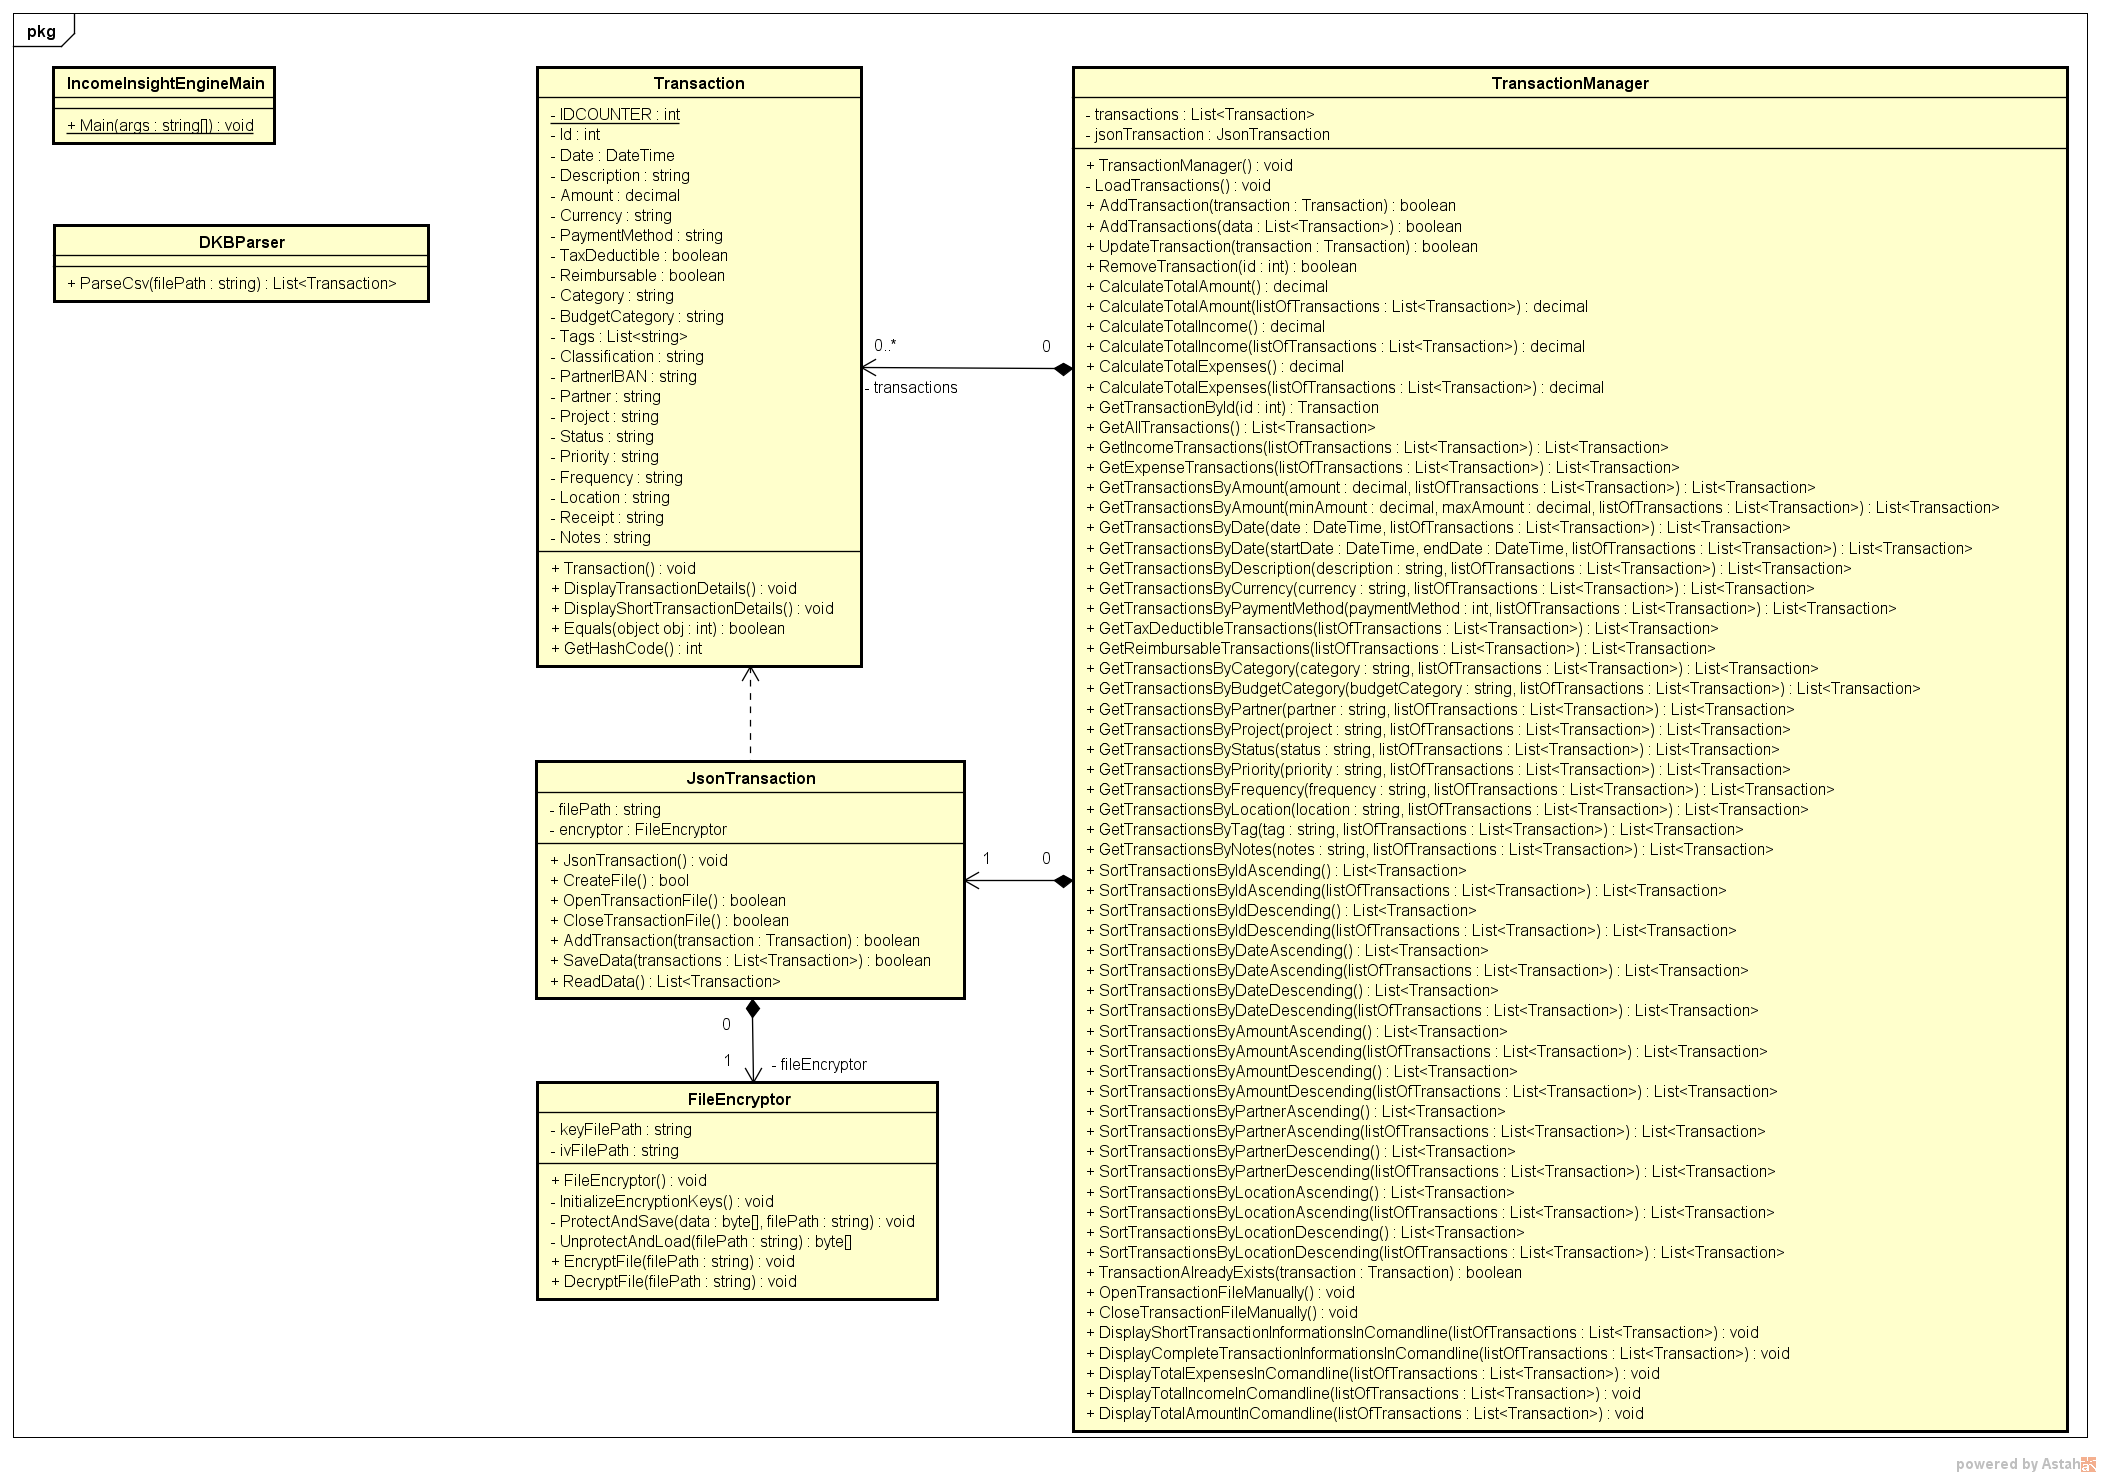 pkg
IncomeInsightEngineMain
+ Main(args : string[]) : void
DKBParser
+ ParseCsv(filePath : string) : List<Transaction>
Transaction
- IDCOUNTER : int
- Id : int
- Date : DateTime
- Description : string
- Amount : decimal
- Currency : string
- PaymentMethod : string
- TaxDeductible : boolean
- Reimbursable : boolean
- Category : string
- BudgetCategory : string
- Tags : List<string>
- Classification : string
- PartnerIBAN : string
- Partner : string
- Project : string
- Status : string
- Priority : string
- Frequency : string
- Location : string
- Receipt : string
- Notes : string
+ Transaction() : void
+ DisplayTransactionDetails() : void
+ DisplayShortTransactionDetails() : void
+ Equals(object obj : int) : boolean
+ GetHashCode() : int
0..*
0
- transactions
JsonTransaction
- filePath : string
- encryptor : FileEncryptor
+ JsonTransaction() : void
+ CreateFile() : bool
+ OpenTransactionFile() : boolean
+ CloseTransactionFile() : boolean
+ AddTransaction(transaction : Transaction) : boolean
+ SaveData(transactions : List<Transaction>) : boolean
+ ReadData() : List<Transaction>
1
0
0
1
- fileEncryptor
FileEncryptor
- keyFilePath : string
- ivFilePath : string
+ FileEncryptor() : void
- InitializeEncryptionKeys() : void
- ProtectAndSave(data : byte[], filePath : string) : void
- UnprotectAndLoad(filePath : string) : byte[]
+ EncryptFile(filePath : string) : void
+ DecryptFile(filePath : string) : void
TransactionManager
- transactions : List<Transaction>
- jsonTransaction : JsonTransaction
+ TransactionManager() : void
- LoadTransactions() : void
+ AddTransaction(transaction : Transaction) : boolean
+ AddTransactions(data : List<Transaction>) : boolean
+ UpdateTransaction(transaction : Transaction) : boolean
+ RemoveTransaction(id : int) : boolean
+ CalculateTotalAmount() : decimal
+ CalculateTotalAmount(listOfTransactions : List<Transaction>) : decimal
+ CalculateTotalIncome() : decimal
+ CalculateTotalIncome(listOfTransactions : List<Transaction>) : decimal
+ CalculateTotalExpenses() : decimal
+ CalculateTotalExpenses(listOfTransactions : List<Transaction>) : decimal
+ GetTransactionById(id : int) : Transaction
+ GetAllTransactions() : List<Transaction>
+ GetIncomeTransactions(listOfTransactions : List<Transaction>) : List<Transaction>
+ GetExpenseTransactions(listOfTransactions : List<Transaction>) : List<Transaction>
+ GetTransactionsByAmount(amount : decimal, listOfTransactions : List<Transaction>) : List<Transaction>
+ GetTransactionsByAmount(minAmount : decimal, maxAmount : decimal, listOfTransactions : List<Transaction>) : List<Transaction>
+ GetTransactionsByDate(date : DateTime, listOfTransactions : List<Transaction>) : List<Transaction>
+ GetTransactionsByDate(startDate : DateTime, endDate : DateTime, listOfTransactions : List<Transaction>) : List<Transaction>
+ GetTransactionsByDescription(description : string, listOfTransactions : List<Transaction>) : List<Transaction>
+ GetTransactionsByCurrency(currency : string, listOfTransactions : List<Transaction>) : List<Transaction>
+ GetTransactionsByPaymentMethod(paymentMethod : int, listOfTransactions : List<Transaction>) : List<Transaction>
+ GetTaxDeductibleTransactions(listOfTransactions : List<Transaction>) : List<Transaction>
+ GetReimbursableTransactions(listOfTransactions : List<Transaction>) : List<Transaction>
+ GetTransactionsByCategory(category : string, listOfTransactions : List<Transaction>) : List<Transaction>
+ GetTransactionsByBudgetCategory(budgetCategory : string, listOfTransactions : List<Transaction>) : List<Transaction>
+ GetTransactionsByPartner(partner : string, listOfTransactions : List<Transaction>) : List<Transaction>
+ GetTransactionsByProject(project : string, listOfTransactions : List<Transaction>) : List<Transaction>
+ GetTransactionsByStatus(status : string, listOfTransactions : List<Transaction>) : List<Transaction>
+ GetTransactionsByPriority(priority : string, listOfTransactions : List<Transaction>) : List<Transaction>
+ GetTransactionsByFrequency(frequency : string, listOfTransactions : List<Transaction>) : List<Transaction>
+ GetTransactionsByLocation(location : string, listOfTransactions : List<Transaction>) : List<Transaction>
+ GetTransactionsByTag(tag : string, listOfTransactions : List<Transaction>) : List<Transaction>
+ GetTransactionsByNotes(notes : string, listOfTransactions : List<Transaction>) : List<Transaction>
+ SortTransactionsByIdAscending() : List<Transaction>
+ SortTransactionsByIdAscending(listOfTransactions : List<Transaction>) : List<Transaction>
+ SortTransactionsByIdDescending() : List<Transaction>
+ SortTransactionsByIdDescending(listOfTransactions : List<Transaction>) : List<Transaction>
+ SortTransactionsByDateAscending() : List<Transaction>
+ SortTransactionsByDateAscending(listOfTransactions : List<Transaction>) : List<Transaction>
+ SortTransactionsByDateDescending() : List<Transaction>
+ SortTransactionsByDateDescending(listOfTransactions : List<Transaction>) : List<Transaction>
+ SortTransactionsByAmountAscending() : List<Transaction>
+ SortTransactionsByAmountAscending(listOfTransactions : List<Transaction>) : List<Transaction>
+ SortTransactionsByAmountDescending() : List<Transaction>
+ SortTransactionsByAmountDescending(listOfTransactions : List<Transaction>) : List<Transaction>
+ SortTransactionsByPartnerAscending() : List<Transaction>
+ SortTransactionsByPartnerAscending(listOfTransactions : List<Transaction>) : List<Transaction>
+ SortTransactionsByPartnerDescending() : List<Transaction>
+ SortTransactionsByPartnerDescending(listOfTransactions : List<Transaction>) : List<Transaction>
+ SortTransactionsByLocationAscending() : List<Transaction>
+ SortTransactionsByLocationAscending(listOfTransactions : List<Transaction>) : List<Transaction>
+ SortTransactionsByLocationDescending() : List<Transaction>
+ SortTransactionsByLocationDescending(listOfTransactions : List<Transaction>) : List<Transaction>
+ TransactionAlreadyExists(transaction : Transaction) : boolean
+ OpenTransactionFileManually() : void
+ CloseTransactionFileManually() : void
+ DisplayShortTransactionInformationsInComandline(listOfTransactions : List<Transaction>) : void
+ DisplayCompleteTransactionInformationsInComandline(listOfTransactions : List<Transaction>) : void
+ DisplayTotalExpensesInComandline(listOfTransactions : List<Transaction>) : void
+ DisplayTotalIncomeInComandline(listOfTransactions : List<Transaction>) : void
+ DisplayTotalAmountInComandline(listOfTransactions : List<Transaction>) : void
powered by Astah